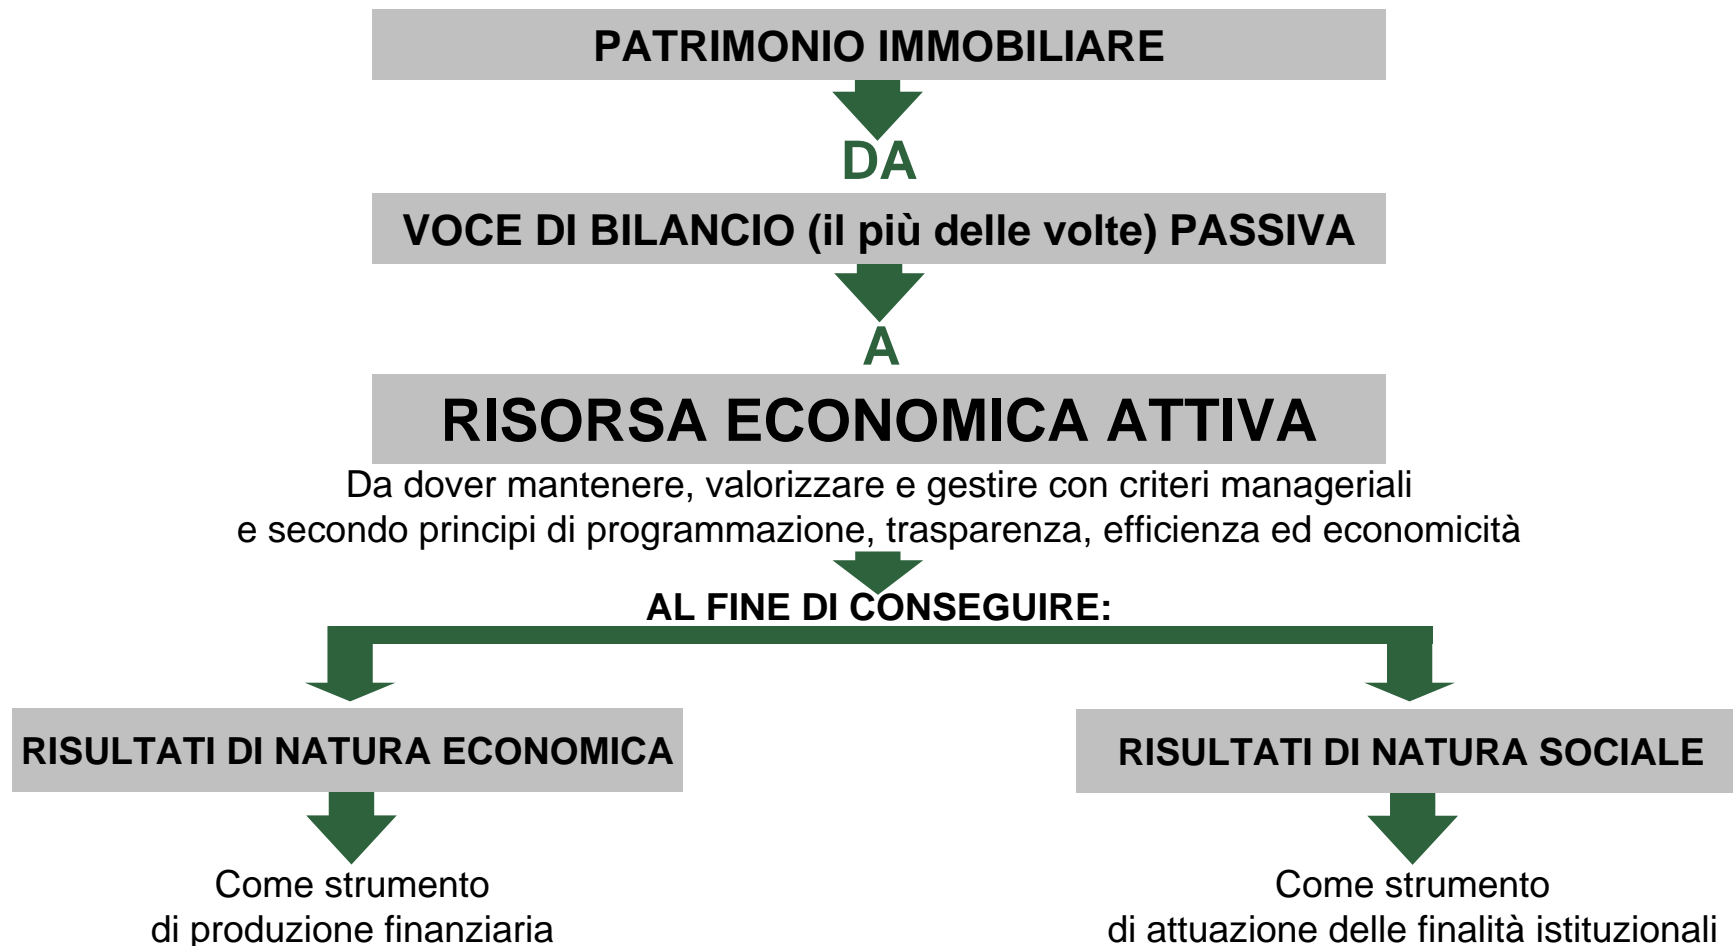 PATRIMONIO IMMOBILIARE
DA
VOCE DI BILANCIO (il più delle volte) PASSIVA
A
RISORSA ECONOMICA ATTIVA
Da dover mantenere, valorizzare e gestire con criteri manageriali
e secondo principi di programmazione, trasparenza, efficienza ed economicità
AL FINE DI CONSEGUIRE:
RISULTATI DI NATURA ECONOMICA
RISULTATI DI NATURA SOCIALE
Come strumento
di produzione finanziaria
Come strumento
di attuazione delle finalità istituzionali